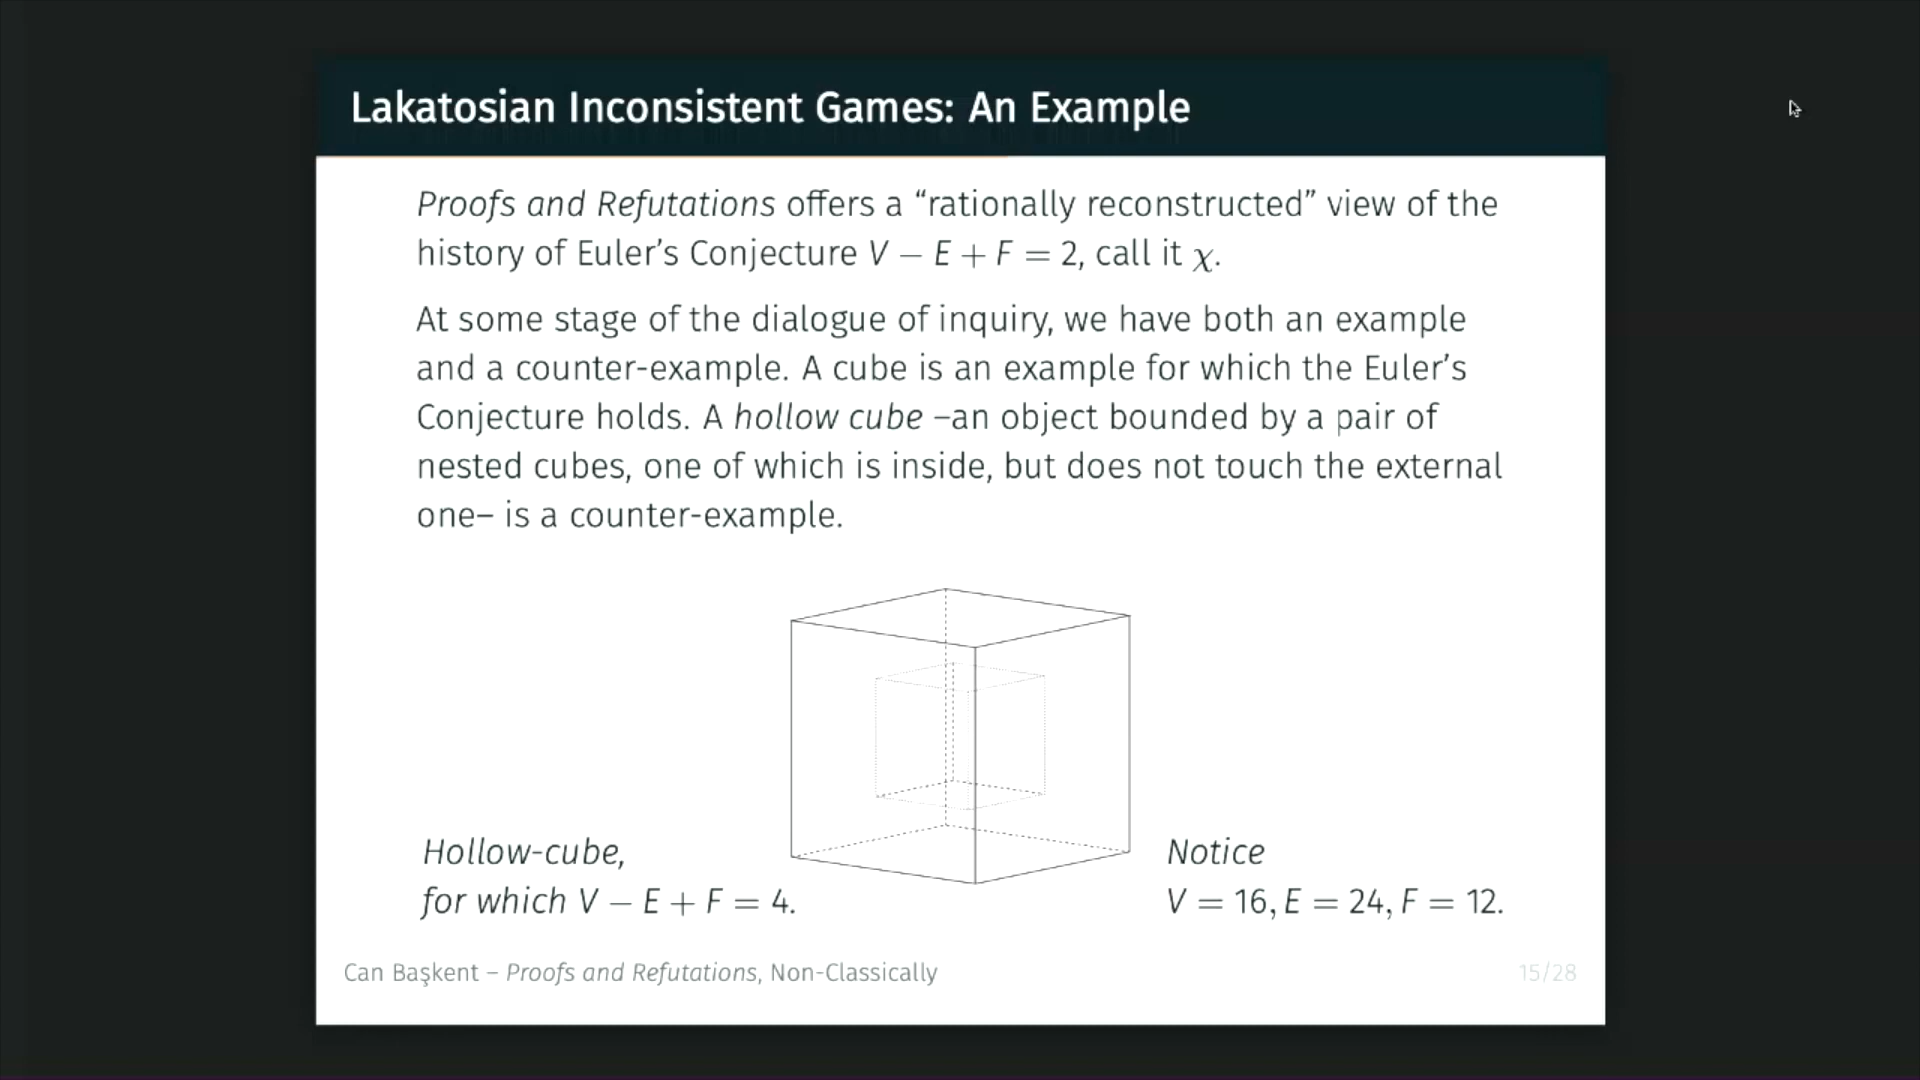 Lakatosian Inconsistent Games: An Example
Proofs and Refutations offers a “rationally reconstructed” view of the
history of Euler’s Conjecture V − E + F = 2, call it χ.
At some stage of the dialogue of inquiry, we have both an example
and a counter-example. A cube is an example for which the Euler’s
Conjecture holds. A hollow cube –an object bounded by a pair of
nested cubes, one of which is inside, but does not touch the external
one– is a counter-example.
Hollow-cube,
for which V − E + F = 4.
Notice
V = 16, E = 24, F = 12.
Can Başkent – Proofs and Refutations, Non-Classically
15/28